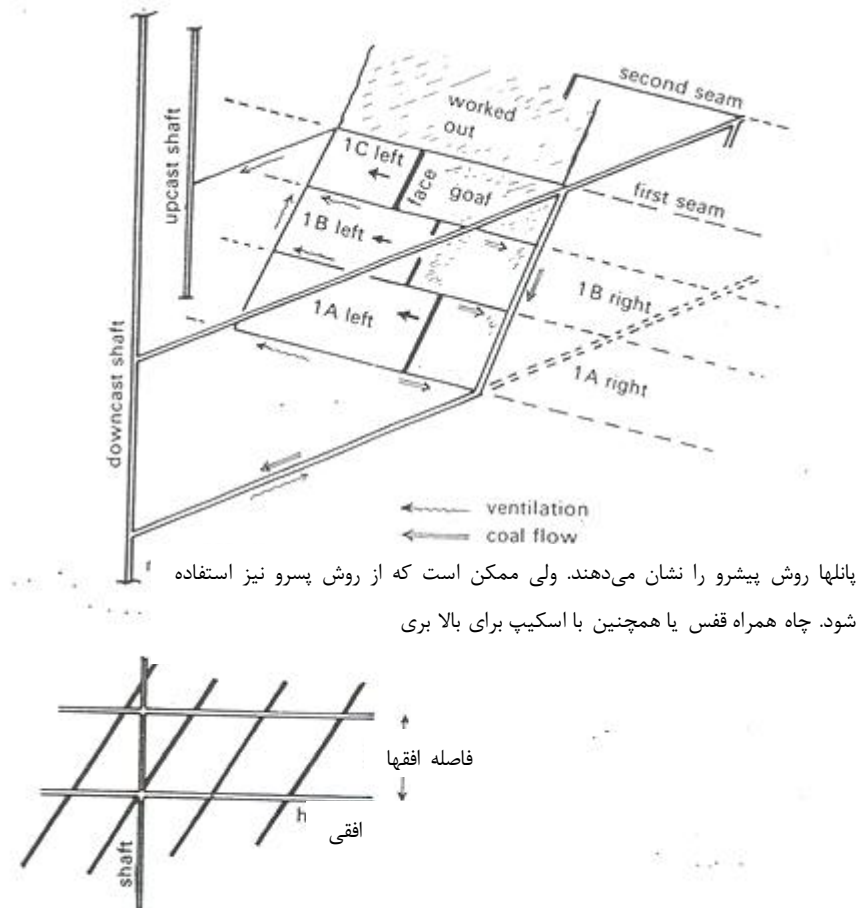 second seam
worked
out
upcast shaft
1C left
face
goaf
first seam
1B left
1B right
1A left
1A right
downcast shaft
ventilation
coal flow
پانلها روش پیشرو را نشان می‌دهند. ولی ممکن است که از روش پسرو نیز استفاده
شود. چاه همراه قفس یا همچنین با اسکیپ برای بالا بری
فاصله افقها
h
افقی
shaft